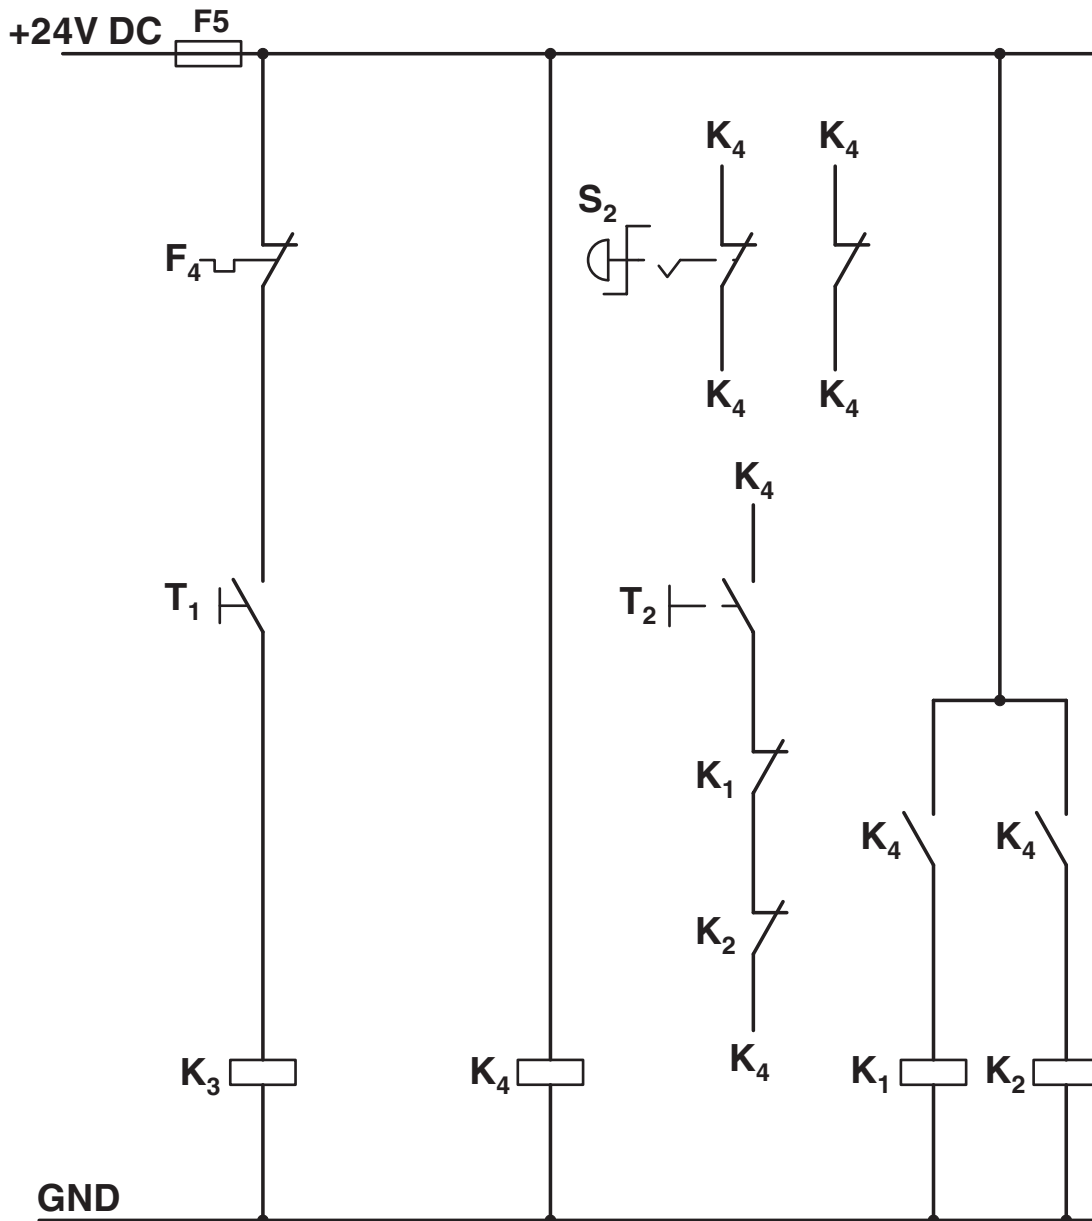 +24V DC F5
K₄ K₄
S₂
F₄
K₄ K₄
K₄
T₁ T₂
K₁
K₄ K₄
K₂
K₃ K₄ K₄ K₁ K₂
GND